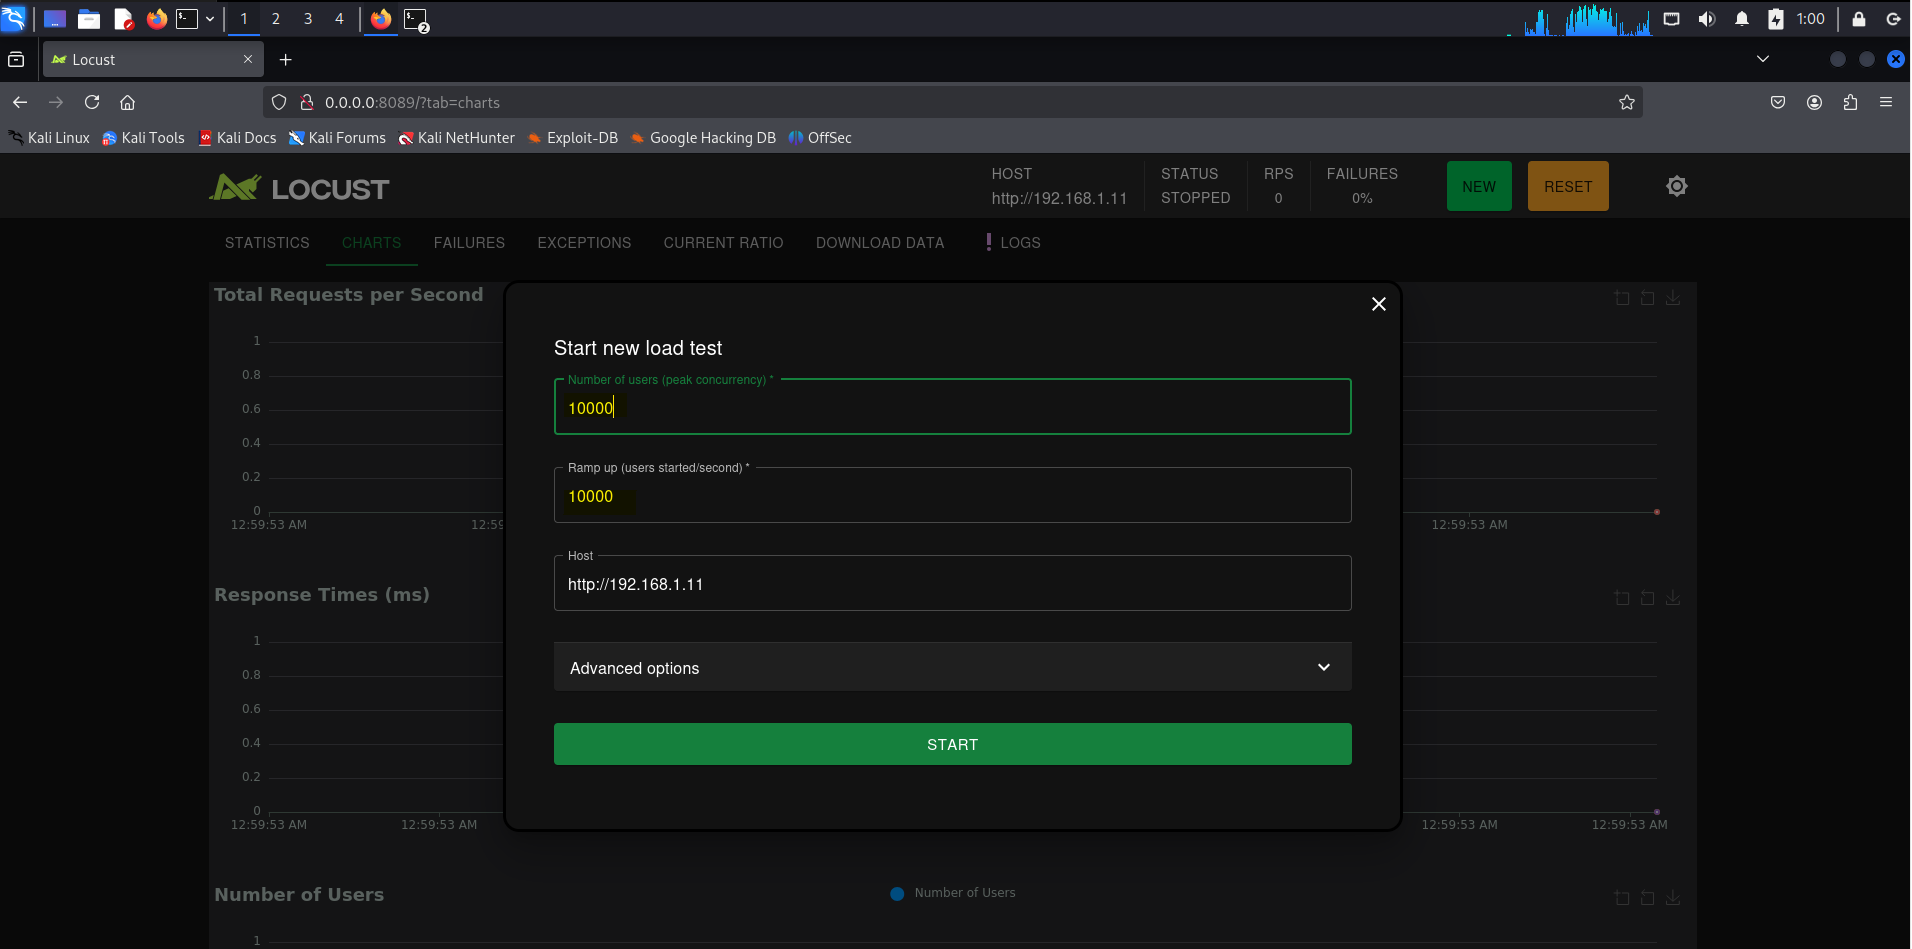 1 2 3 4 2 1:00
Locust
0.0.0.0:8089/?tab=charts
Kali Linux Kali Tools Kali Docs Kali Forums Kali NetHunter Exploit-DB Google Hacking DB OffSec
LOCUST
HOST
http://192.168.1.11
STATUS
STOPPED
RPS
0
FAILURES
0%
NEW
RESET
STATISTICS CHARTS FAILURES EXCEPTIONS CURRENT RATIO DOWNLOAD DATA LOGS
Total Requests per Second
1
0.8
0.6
0.4
0.2
0
12:59:53 AM 12:59 12:59:53 AM
Start new load test
Number of users (peak concurrency) *
10000
Ramp up (users started/second) *
10000
Host
http://192.168.1.11
Advanced options
START
Response Times (ms)
1
0.8
0.6
0.4
0.2
0
12:59:53 AM 12:59:53 AM 12:59:53 AM 12:59:53 AM
Number of Users
Number of Users
1